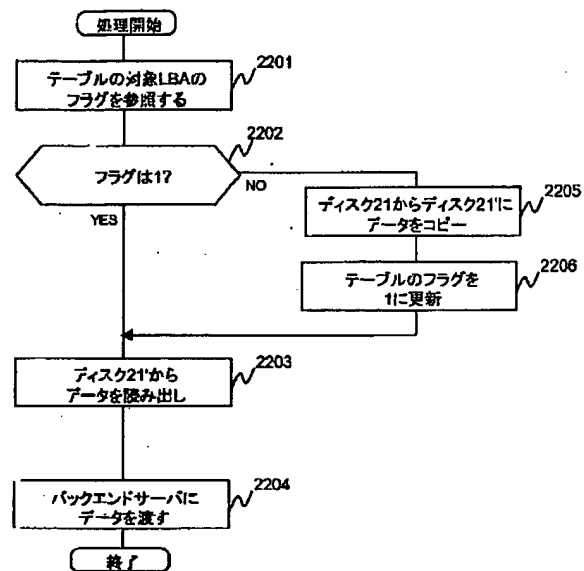 処理開始
テーブルの対象LBAの
フラグを参照する
2201
2202
フラグは1?
NO
YES
ディスク21からディスク21'に
データをコピー
2205
テーブルのフラグを
1に更新
2206
ディスク21'から
データを読み出し
2203
バックエンドサーバに
データを渡す
2204
終了